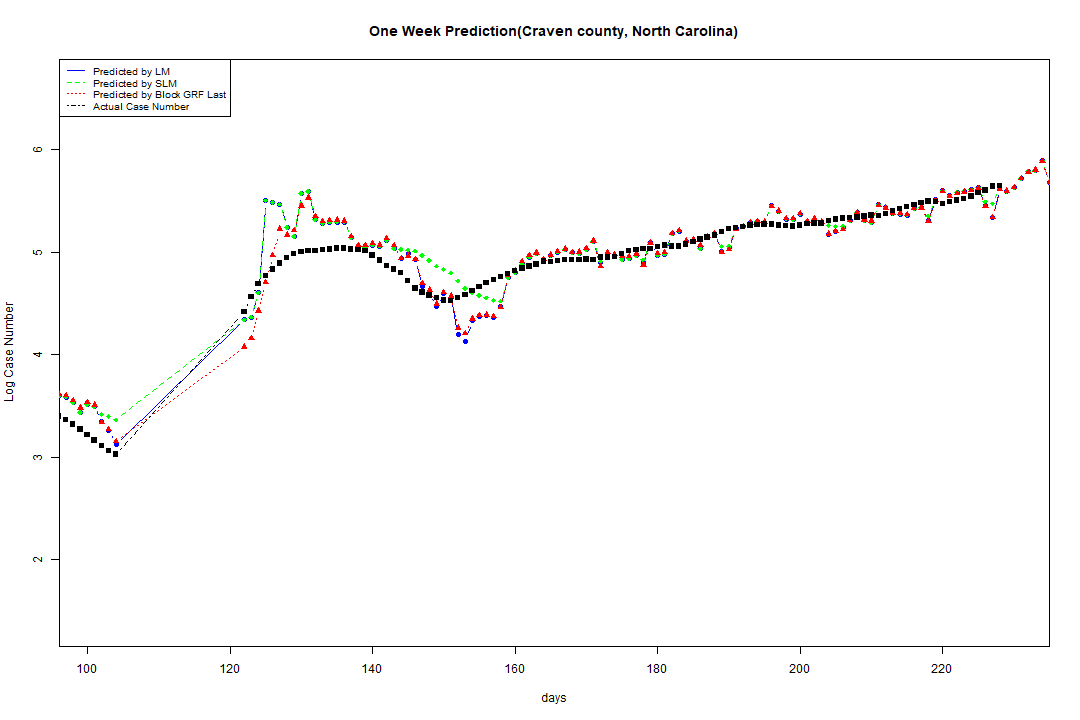 One Week Prediction(Craven county, North Carolina)
Predicted by LM
Predicted by SLM
Predicted by Block GRF Last
Actual Case Number
Log Case Number
6
5
4
3
2
100 120 140 160 180 200 220
days